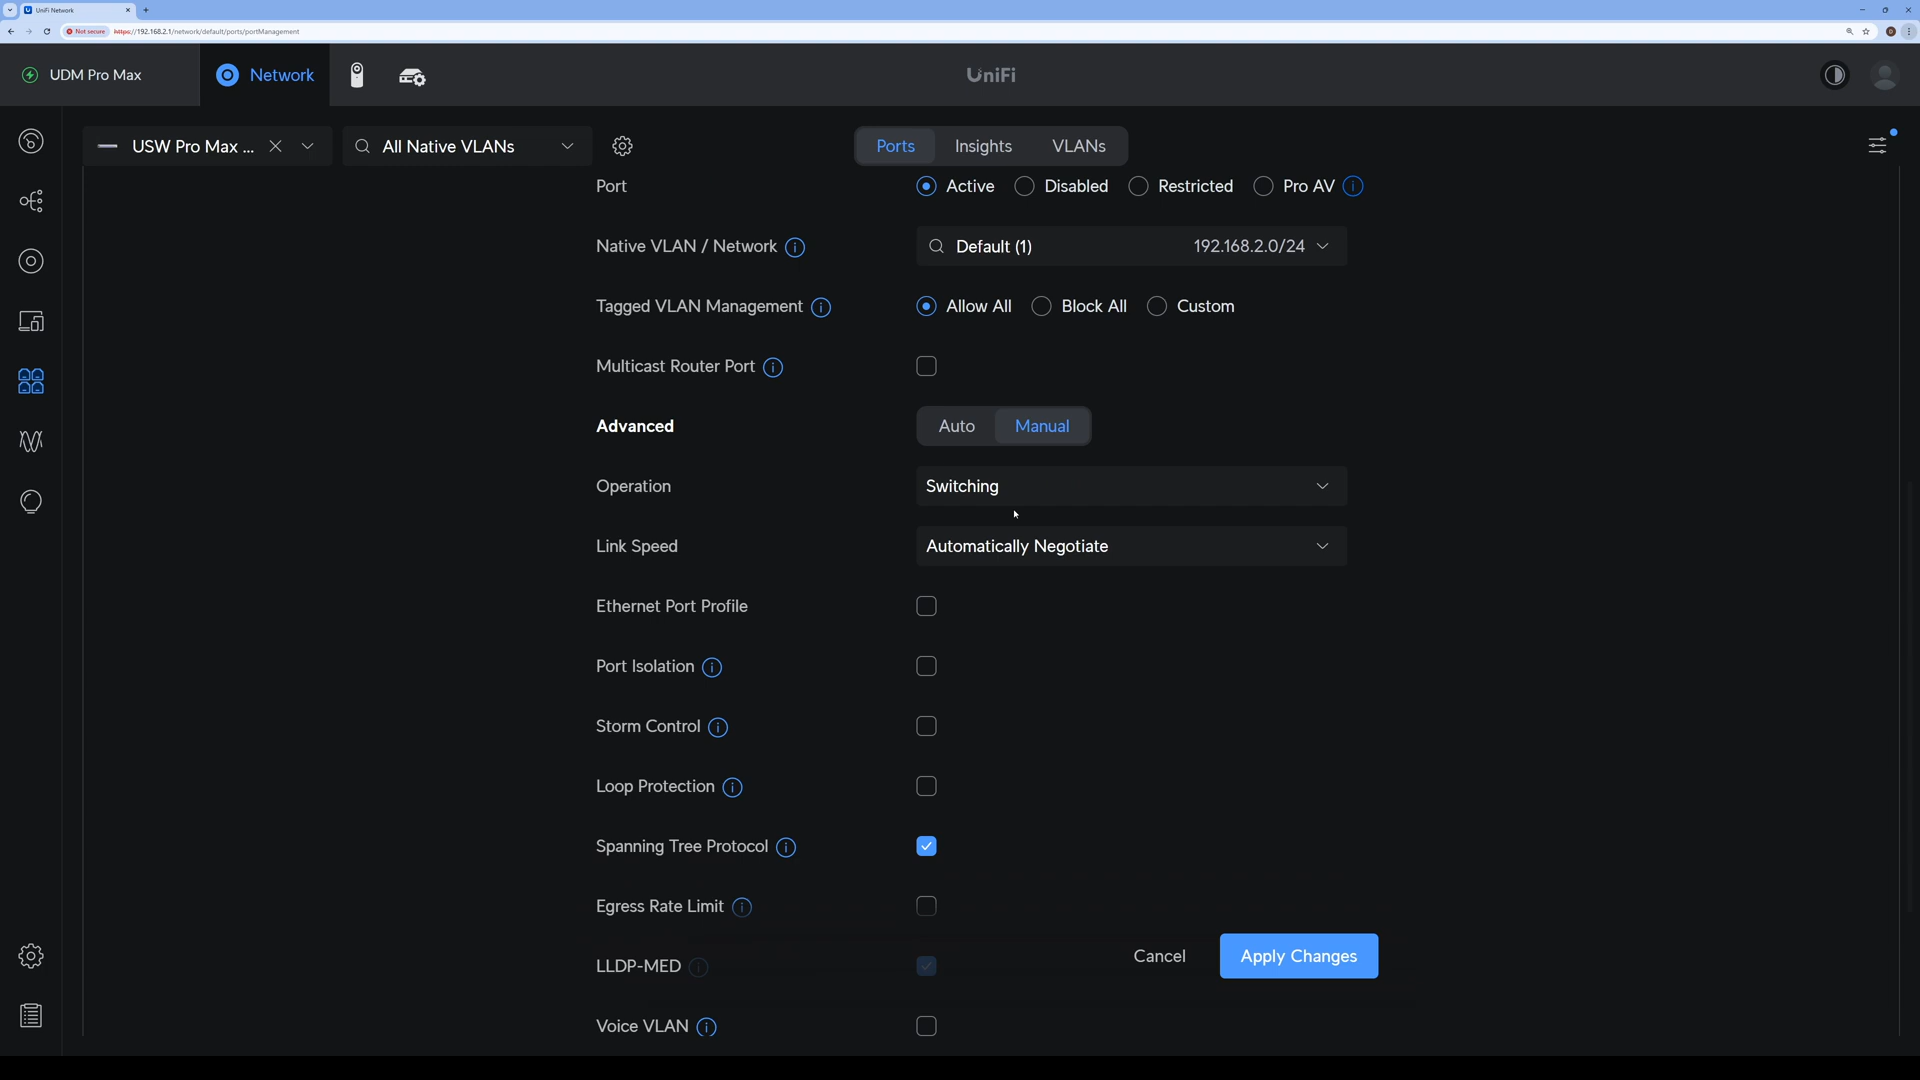 UniFi Network
Not secure https://192.168.2.1/network/default/ports/portManagement
UDM Pro Max Network UniFi
USW Pro Max ... All Native VLANs Ports Insights VLANs
Port Active Disabled Restricted Pro AV
Native VLAN / Network Default (1) 192.168.2.0/24
Tagged VLAN Management Allow All Block All Custom
Multicast Router Port
Advanced Auto Manual
Operation Switching
Link Speed Automatically Negotiate
Ethernet Port Profile
Port Isolation
Storm Control
Loop Protection
Spanning Tree Protocol
Egress Rate Limit
LLDP-MED Cancel Apply Changes
Voice VLAN